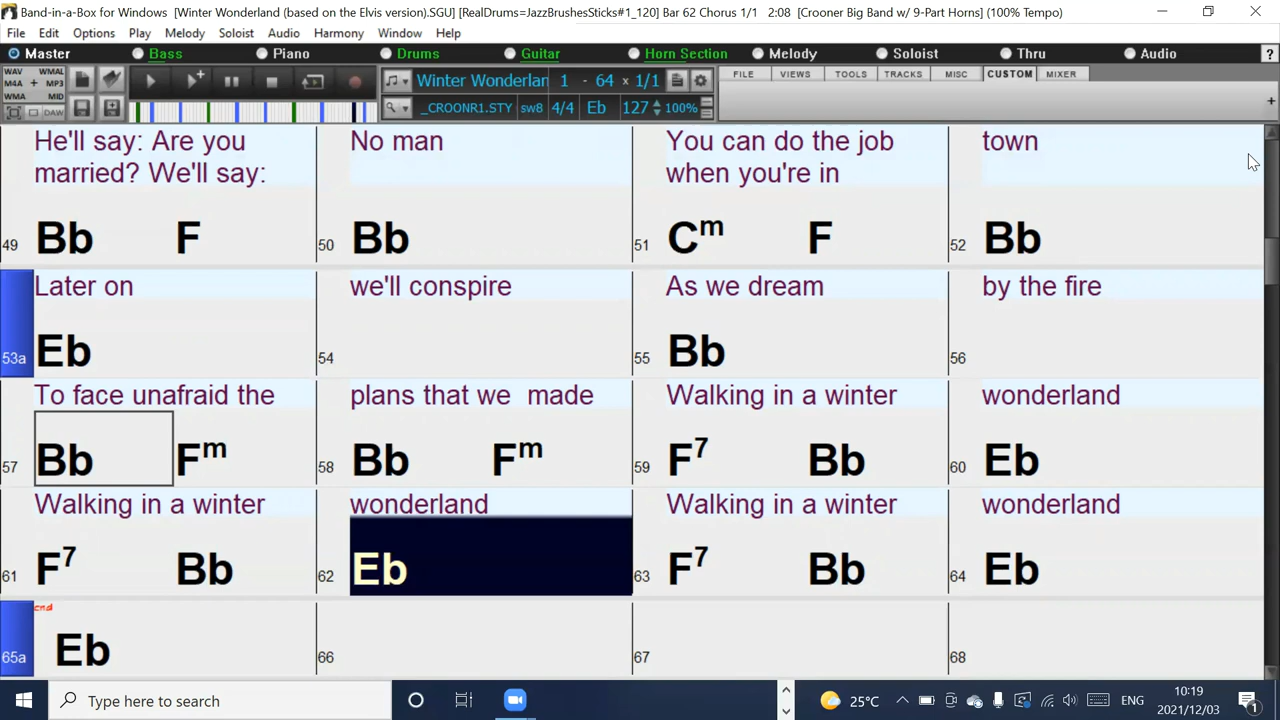 Band-in-a-Box for Windows [Winter Wonderland (based on the Elvis version).SGU] [RealDrums=JazzBrushesSticks#1_120] Bar 62 Chorus 1/1 2:08 [Crooner Big Band w/ 9-Part Horns] (100% Tempo)
File Edit Options Play Melody Soloist Audio Harmony Window Help
Master Bass Piano Drums Guitar Horn Section Melody Soloist Thru Audio ?
WAV WMAL
M4A + MP3
WMA MID
DAW
Winter Wonderlan 1 - 64 x 1/1
_CROONR1.STY sw8 4/4 Eb 127 100%
FILE VIEWS TOOLS TRACKS MISC CUSTOM MIXER
+
He'll say: Are you No man You can do the job town
married? We'll say: when you're in
49 Bb F 50 Bb 51 Cm F 52 Bb
Later on we'll conspire As we dream by the fire
53a Eb 54 55 Bb 56
To face unafraid the plans that we made Walking in a winter wonderland
57 Bb Fm 58 Bb Fm 59 F7 Bb 60 Eb
Walking in a winter wonderland Walking in a winter wonderland
61 F7 Bb 62 Eb 63 F7 Bb 64 Eb
end
65a Eb 66 67 68
Type here to search 25°C ENG 10:19
2021/12/03 1